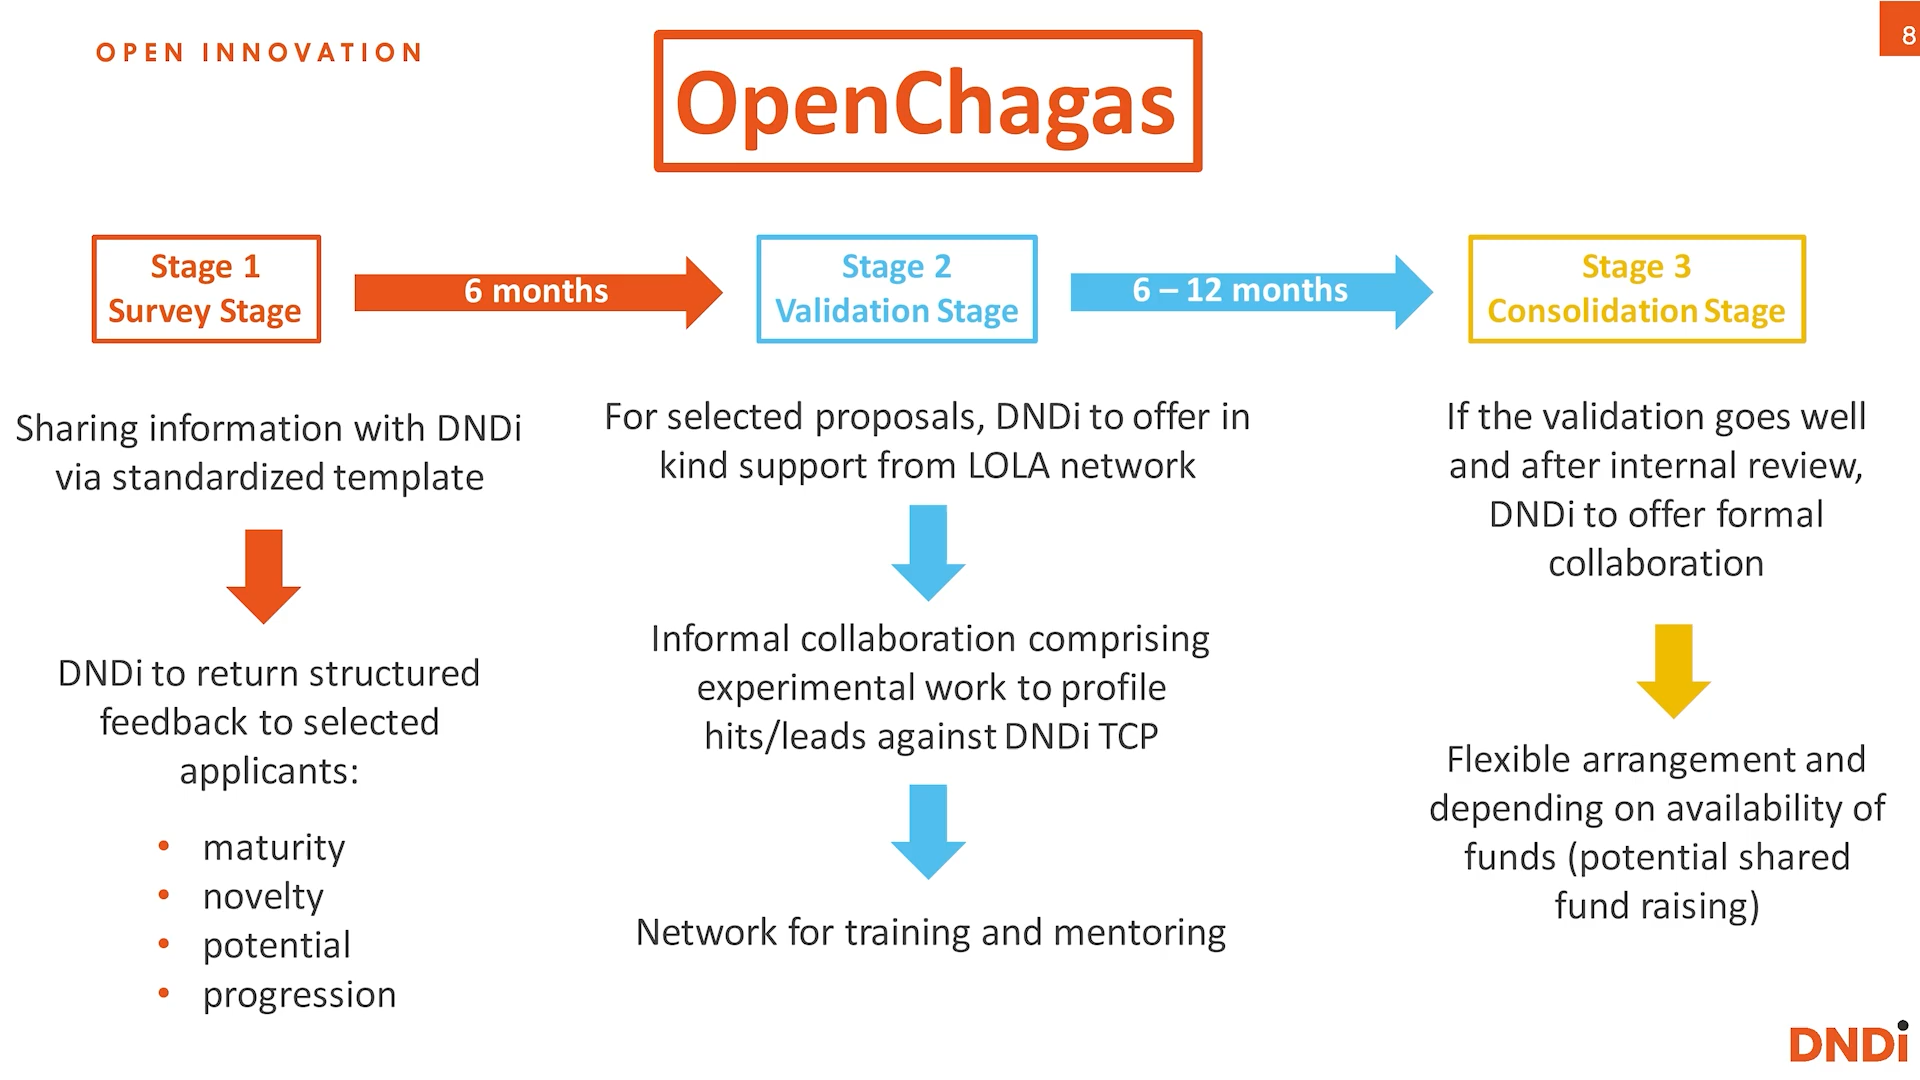 OPEN INNOVATION
8
OpenChagas
Stage 1
Survey Stage
6 months
Stage 2
Validation Stage
6 – 12 months
Stage 3
Consolidation Stage
Sharing information with DNDi
via standardized template
DNDi to return structured
feedback to selected
applicants:
• maturity
• novelty
• potential
• progression
For selected proposals, DNDi to offer in
kind support from LOLA network
Informal collaboration comprising
experimental work to profile
hits/leads against DNDi TCP
Network for training and mentoring
If the validation goes well
and after internal review,
DNDi to offer formal
collaboration
Flexible arrangement and
depending on availability of
funds (potential shared
fund raising)
DNDi